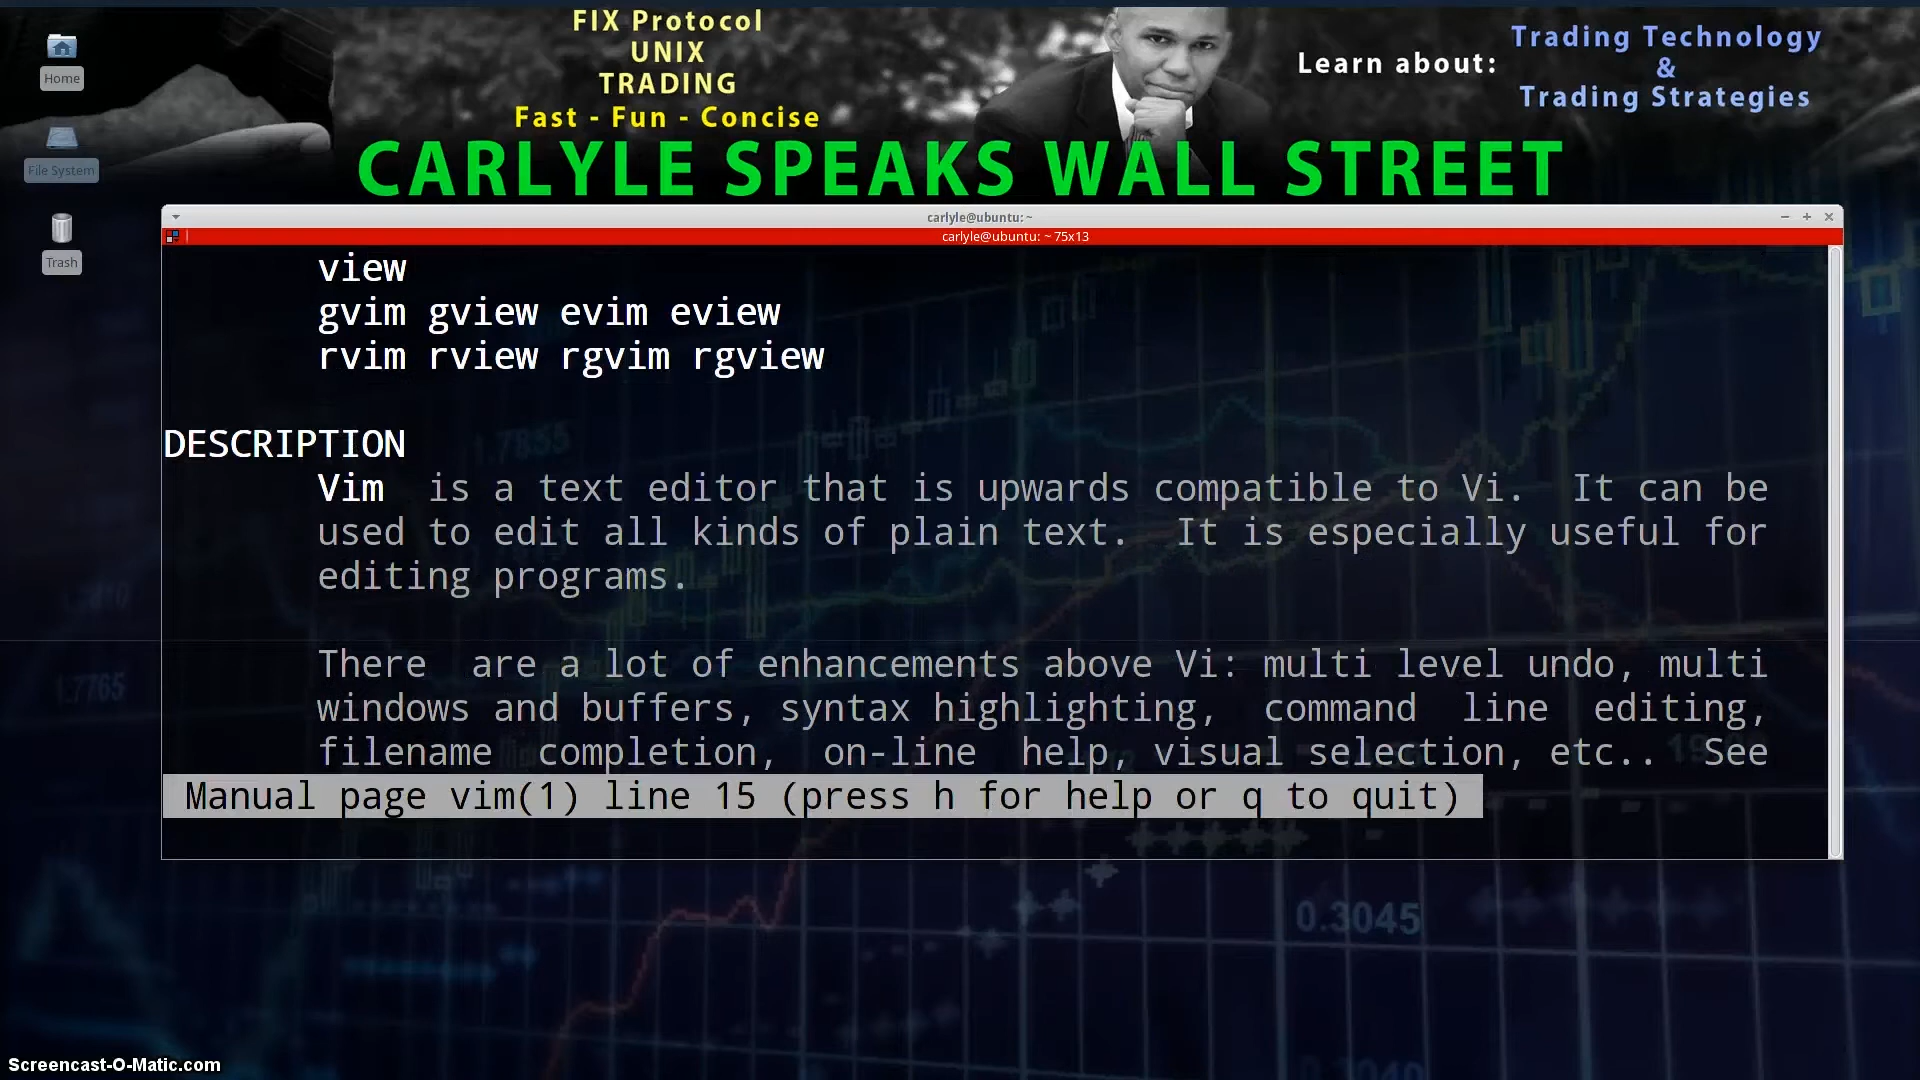 FIX Protocol
UNIX
TRADING
Fast - Fun - Concise
Learn about:
Trading Technology
&
Trading Strategies
CARLYLE SPEAKS WALL STREET
Home
File System
Trash
carlyle@ubuntu: ~
carlyle@ubuntu: ~ 75x13
view
gvim gview evim eview
rvim rview rgvim rgview
DESCRIPTION
Vim is a text editor that is upwards compatible to Vi. It can be
used to edit all kinds of plain text. It is especially useful for
editing programs.
There are a lot of enhancements above Vi: multi level undo, multi
windows and buffers, syntax highlighting, command line editing,
filename completion, on-line help, visual selection, etc.. See
Manual page vim(1) line 15 (press h for help or q to quit)
1.7855
1.7765
0.3045
Screencast-O-Matic.com